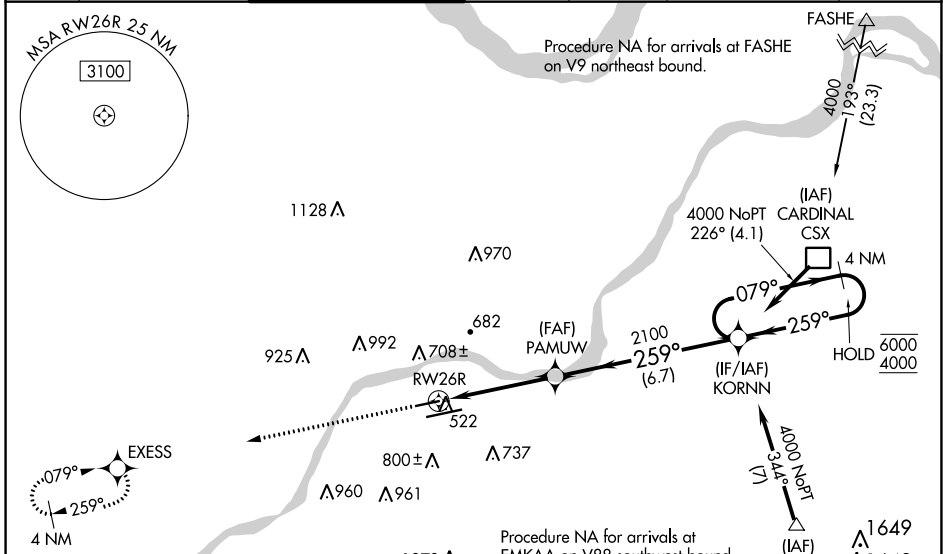 MSA RW26R 25 NM
3100
FASHE
Procedure NA for arrivals at FASHE
on V9 northeast bound.
4000
193°
(23.3)
(IAF)
CARDINAL
CSX
4000 NoPT
226° (4.1)
4 NM
1128
970
079°
259°
HOLD
6000
4000
682
(FAF)
PAMUW
2100
259°
(6.7)
(IF/IAF)
KORNN
925
992
708±
RW26R
522
EXESS
079°
259°
4 NM
800±
737
960
961
4000 NoPT
344°
(7)
Procedure NA for arrivals at
(IAF)
1649